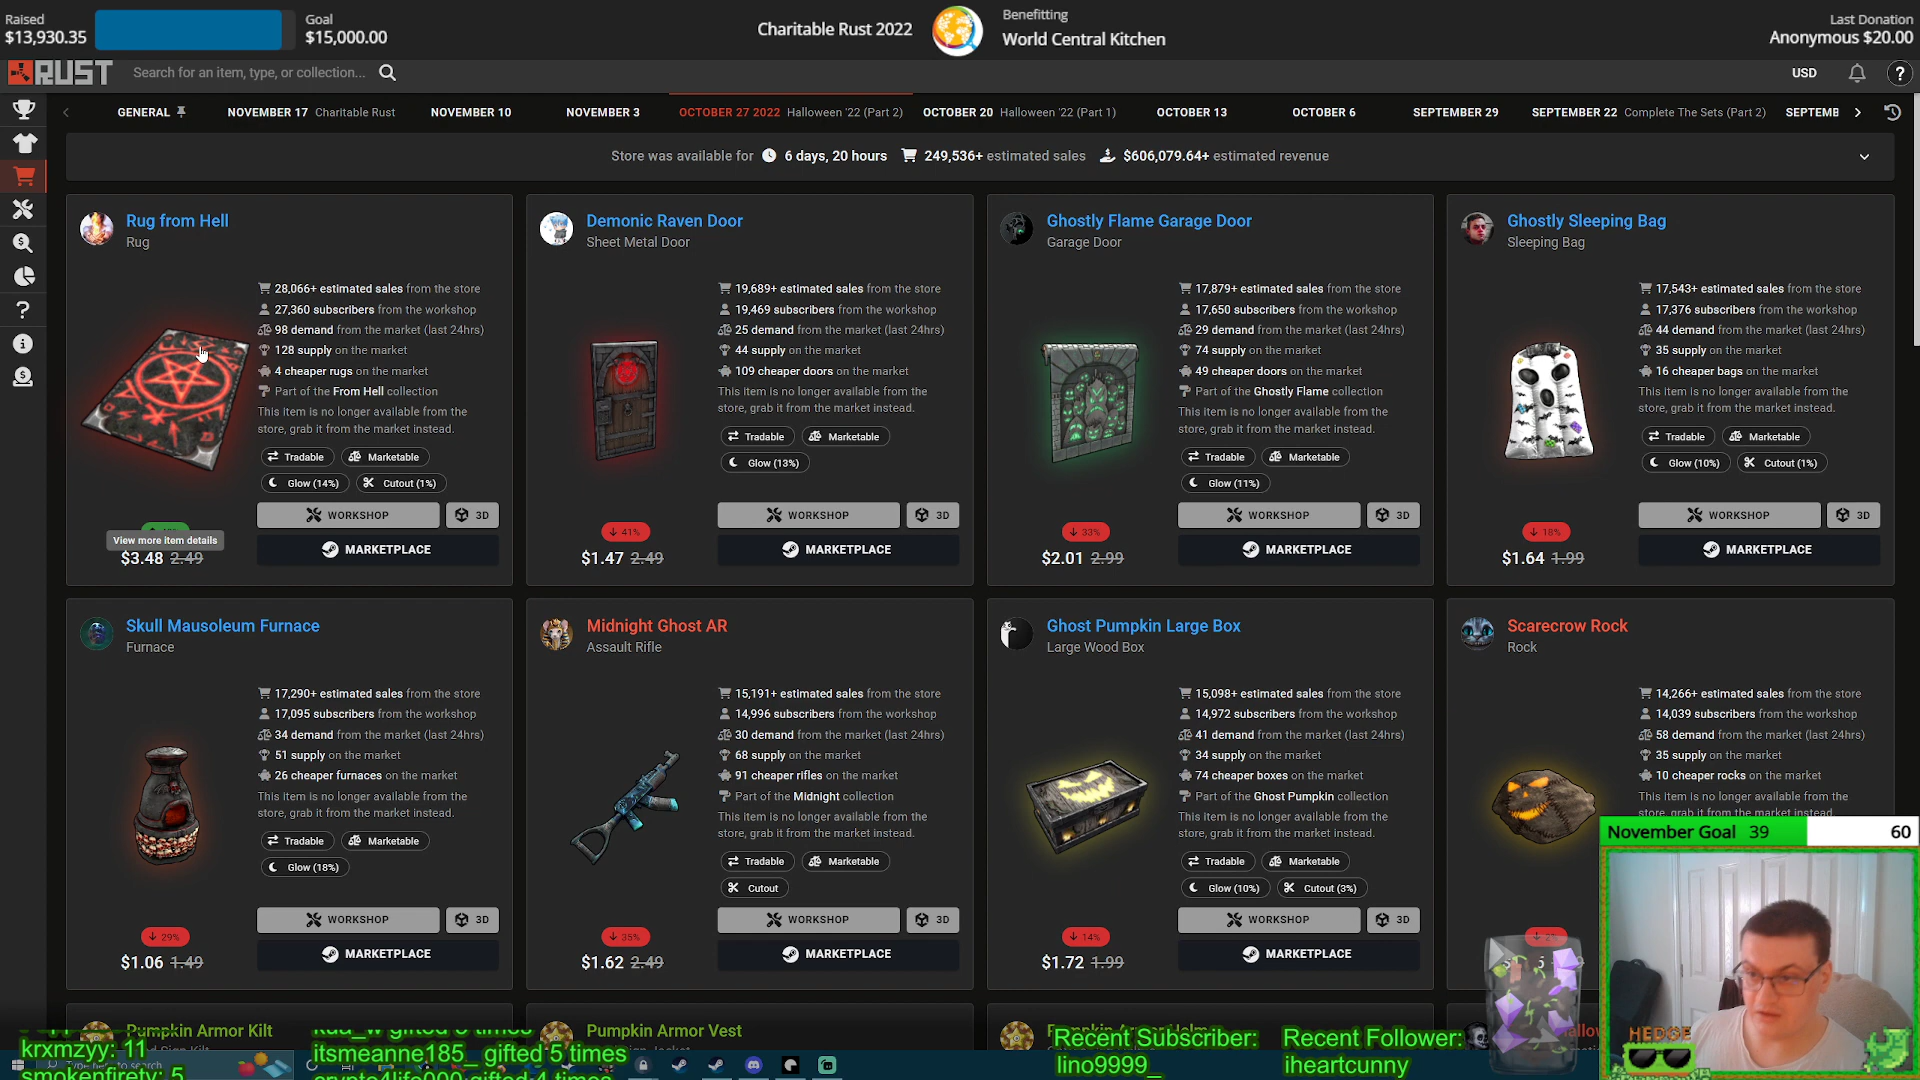 Raised
$13,930.35
Goal
$15,000.00
Charitable Rust 2022
Benefitting
World Central Kitchen
Last Donation
Anonymous $20.00
RUST
Search for an item, type, or collection...
USD
GENERAL
NOVEMBER 17 Charitable Rust
NOVEMBER 10
NOVEMBER 3
OCTOBER 27 2022 Halloween '22 (Part 2)
OCTOBER 20 Halloween '22 (Part 1)
OCTOBER 13
OCTOBER 6
SEPTEMBER 29
SEPTEMBER 22 Complete The Sets (Part 2)
SEPTEMB
Store was available for 6 days, 20 hours 249,536+ estimated sales $606,079.64+ estimated revenue
Rug from Hell
Rug
28,066+ estimated sales from the store
27,360 subscribers from the workshop
98 demand from the market (last 24hrs)
128 supply on the market
4 cheaper rugs on the market
Part of the From Hell collection
This item is no longer available from the
store, grab it from the market instead.
Tradable Marketable
Glow (14%) Cutout (1%)
WORKSHOP 3D
View more item details
MARKETPLACE
$3.48 2.49
Demonic Raven Door
Sheet Metal Door
19,689+ estimated sales from the store
19,469 subscribers from the workshop
25 demand from the market (last 24hrs)
44 supply on the market
109 cheaper doors on the market
This item is no longer available from the
store, grab it from the market instead.
Tradable Marketable
Glow (13%)
WORKSHOP 3D
41%
MARKETPLACE
$1.47 2.49
Ghostly Flame Garage Door
Garage Door
17,879+ estimated sales from the store
17,650 subscribers from the workshop
29 demand from the market (last 24hrs)
74 supply on the market
49 cheaper doors on the market
Part of the Ghostly Flame collection
This item is no longer available from the
store, grab it from the market instead.
Tradable Marketable
Glow (11%)
WORKSHOP 3D
33%
MARKETPLACE
$2.01 2.99
Ghostly Sleeping Bag
Sleeping Bag
17,543+ estimated sales from the store
17,376 subscribers from the workshop
44 demand from the market (last 24hrs)
35 supply on the market
16 cheaper bags on the market
This item is no longer available from the
store, grab it from the market instead.
Tradable Marketable
Glow (10%) Cutout (1%)
WORKSHOP 3D
18%
MARKETPLACE
$1.64 1.99
Skull Mausoleum Furnace
Furnace
17,290+ estimated sales from the store
17,095 subscribers from the workshop
34 demand from the market (last 24hrs)
51 supply on the market
26 cheaper furnaces on the market
This item is no longer available from the
store, grab it from the market instead.
Tradable Marketable
Glow (18%)
WORKSHOP 3D
29%
MARKETPLACE
$1.06 1.49
Midnight Ghost AR
Assault Rifle
15,191+ estimated sales from the store
14,996 subscribers from the workshop
30 demand from the market (last 24hrs)
68 supply on the market
91 cheaper rifles on the market
Part of the Midnight collection
This item is no longer available from the
store, grab it from the market instead.
Tradable Marketable
Cutout
WORKSHOP 3D
35%
MARKETPLACE
$1.62 2.49
Ghost Pumpkin Large Box
Large Wood Box
15,098+ estimated sales from the store
14,972 subscribers from the workshop
41 demand from the market (last 24hrs)
34 supply on the market
74 cheaper boxes on the market
Part of the Ghost Pumpkin collection
This item is no longer available from the
store, grab it from the market instead.
Tradable Marketable
Glow (10%) Cutout (3%)
WORKSHOP 3D
14%
MARKETPLACE
$1.72 1.99
Scarecrow Rock
Rock
14,266+ estimated sales from the store
14,039 subscribers from the workshop
58 demand from the market (last 24hrs)
35 supply on the market
10 cheaper rocks on the market
This item is no longer available from the
store, grab it from the market instead.
November Goal 39 60
HEDGE
Pumpkin Armor Kilt
Pumpkin Armor Vest
krxmzyy: 11
smokenfirety: 5
gifted 5 times
itsmeanne185_ gifted 5 times
crypto4life000 gifted 4 times
Recent Subscriber:
lino9999_
Recent Follower:
iheartcunny